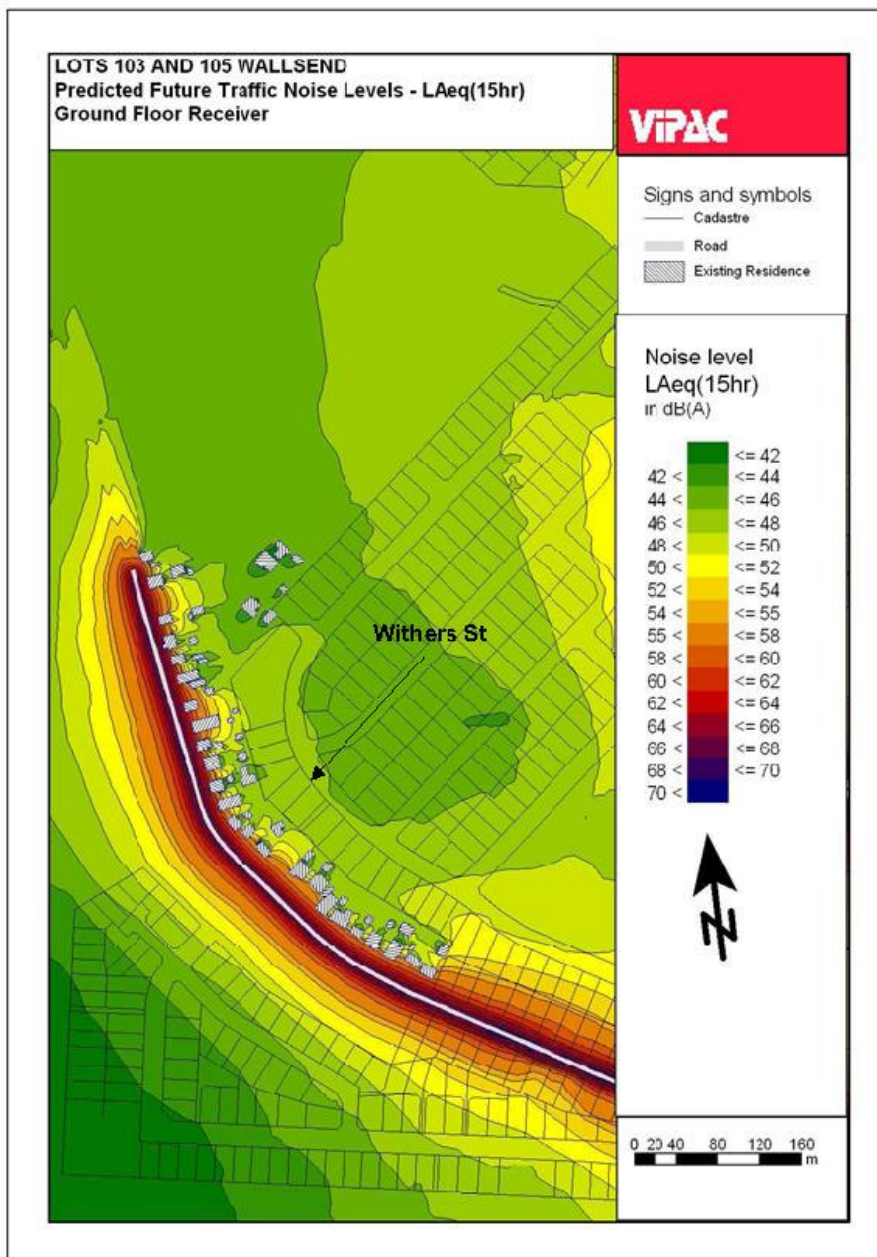 LOTS 103 AND 105 WALLSEND
Predicted Future Traffic Noise Levels - LAeq(15hr)
Ground Floor Receiver
ViPAC
Signs and symbols
Cadastre
Road
Existing Residence
Noise level
LAeq(15hr)
in dB(A)
<= 42
42 < <= 44
44 < <= 46
46 < <= 48
48 < <= 50
50 < <= 52
52 < <= 54
54 < <= 55
55 < <= 58
58 < <= 60
60 < <= 62
62 < <= 64
64 < <= 66
66 < <= 68
68 < <= 70
70 <
Withers St
N
0 20 40 80 120 160
m